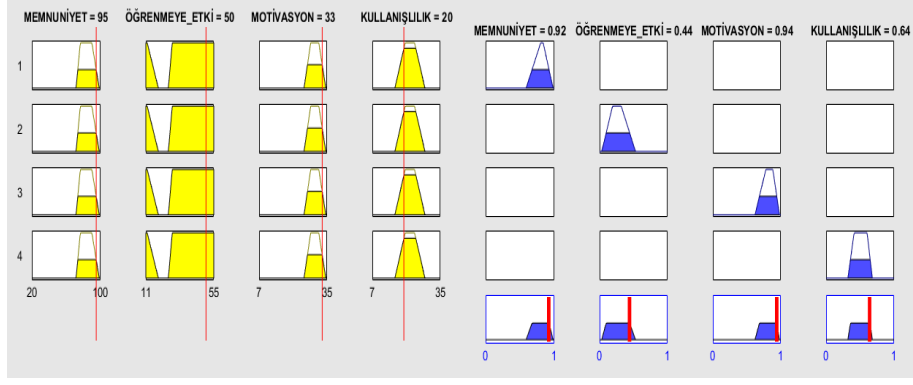 MEMNUNİYET = 95 ÖĞRENMEYE_ETKİ = 50 MOTİVASYON = 33 KULLANIŞLILIK = 20
MEMNUNİYET = 0.92 ÖĞRENMEYE_ETKİ = 0.44 MOTİVASYON = 0.94 KULLANIŞLILIK = 0.64
1
2
3
4
20 100 11 55 7 35 7 35
0 1 0 1 0 1 0 1